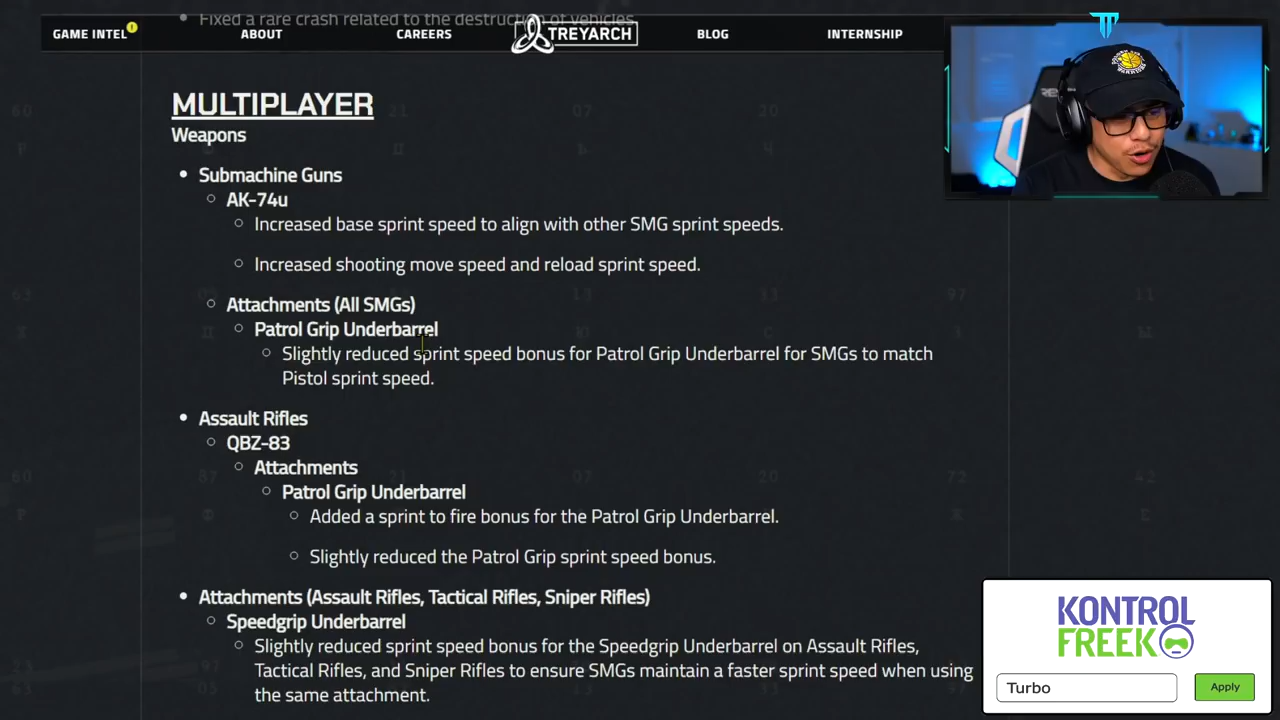 Fixed a rare crash related to the destruction of vehicles.
GAME INTEL ABOUT CAREERS TREYARCH BLOG INTERNSHIP
MULTIPLAYER
Weapons
Submachine Guns
AK-74u
Increased base sprint speed to align with other SMG sprint speeds.
Increased shooting move speed and reload sprint speed.
Attachments (All SMGs)
Patrol Grip Underbarrel
Slightly reduced sprint speed bonus for Patrol Grip Underbarrel for SMGs to match
Pistol sprint speed.
Assault Rifles
QBZ-83
Attachments
Patrol Grip Underbarrel
Added a sprint to fire bonus for the Patrol Grip Underbarrel.
Slightly reduced the Patrol Grip sprint speed bonus.
Attachments (Assault Rifles, Tactical Rifles, Sniper Rifles)
Speedgrip Underbarrel
Slightly reduced sprint speed bonus for the Speedgrip Underbarrel on Assault Rifles,
Tactical Rifles, and Sniper Rifles to ensure SMGs maintain a faster sprint speed when using
the same attachment.
KONTROL
FREEK
Turbo Apply